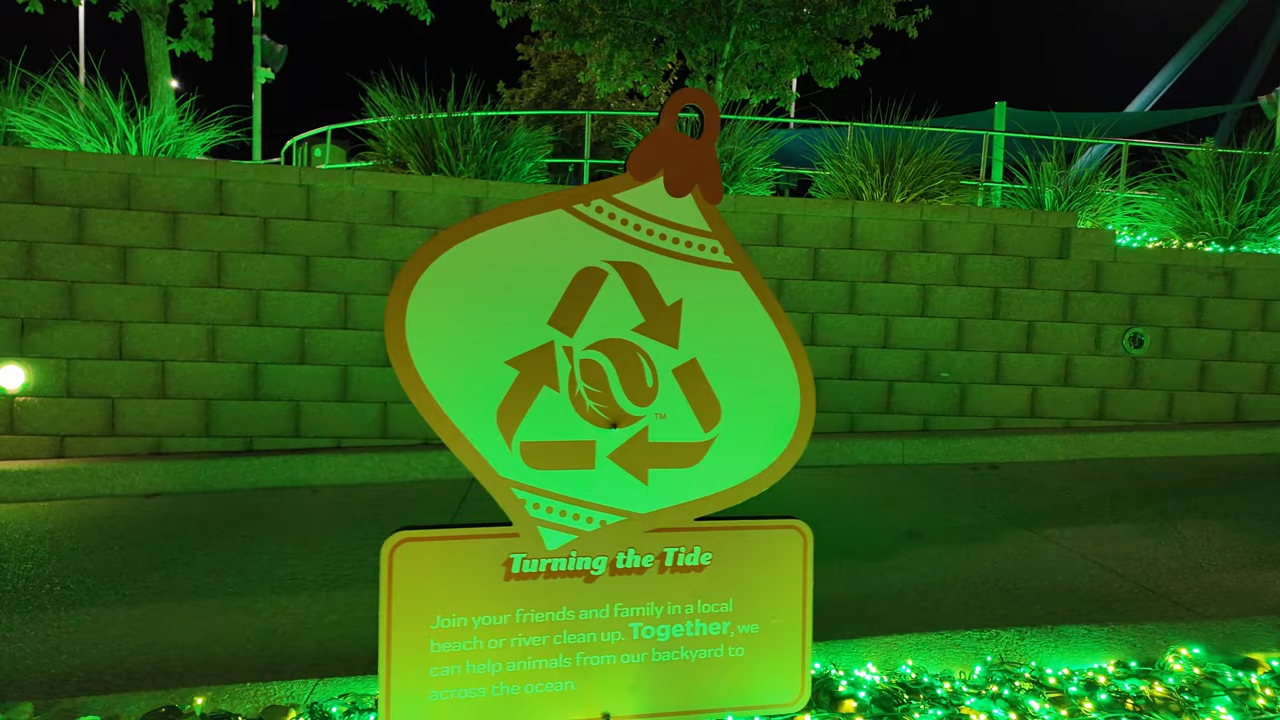 TM
Turning the Tide
Join your friends and family in a local
beach or river clean up. Together, we
can help animals from our backyard to
across the ocean.